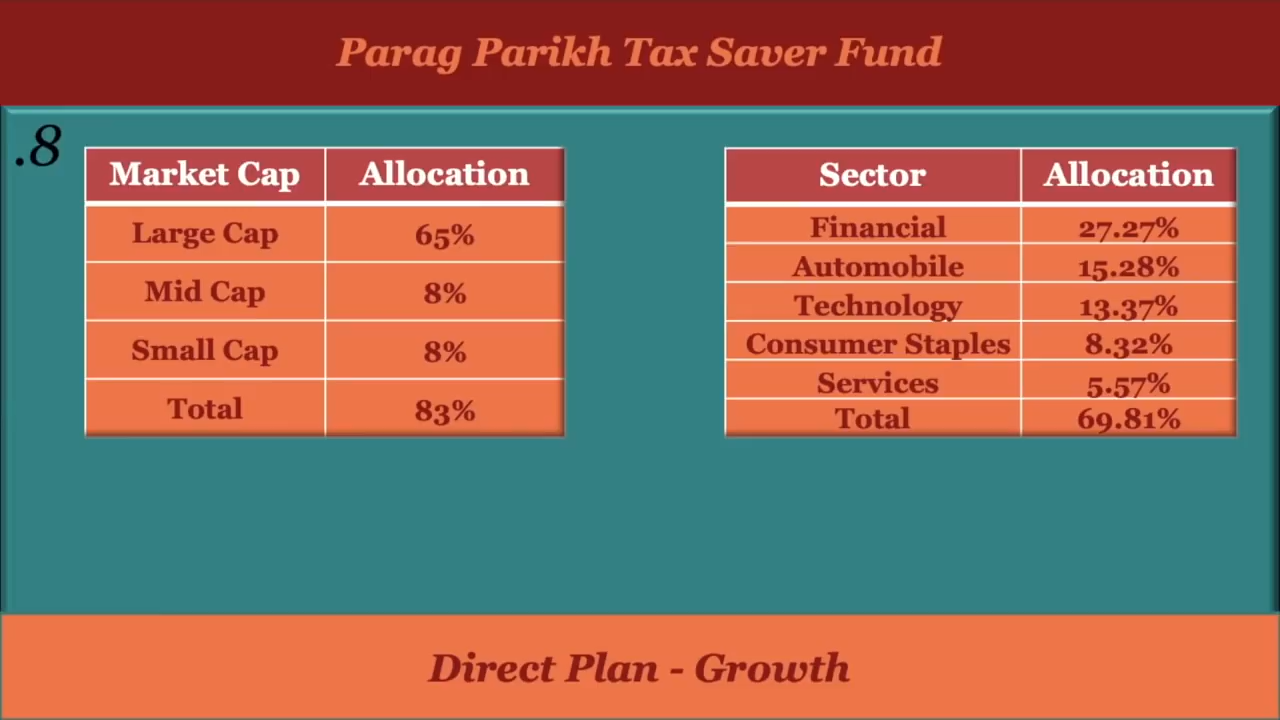 Parag Parikh Tax Saver Fund
.8
Market Cap Allocation
Large Cap 65%
Mid Cap 8%
Small Cap 8%
Total 83%
Sector Allocation
Financial 27.27%
Automobile 15.28%
Technology 13.37%
Consumer Staples 8.32%
Services 5.57%
Total 69.81%
Direct Plan - Growth